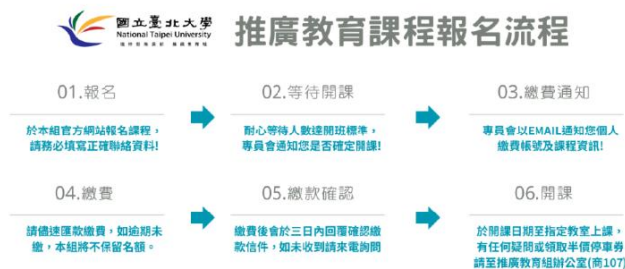 國立臺北大學
National Taipei University
推廣教育課程報名流程
01.報名
02.等待開課
03.繳費通知
於本組官方網站報名課程，
請務必填寫正確聯絡資料!
耐心等待人數達開班標準，
專員會通知您是否確定開課!
專員會以EMAIL通知您個人
繳費帳號及課程資訊!
04.繳費
05.繳款確認
06.開課
請儘速匯款繳費，如逾期未
繳，本組將不保留名額。
繳費後會於三日內回覆確認繳
款信件，如未收到請來電詢問
於開課日期至指定教室上課，
有任何疑問或領取半價停車券
請至推廣教育組辦公室(商107)